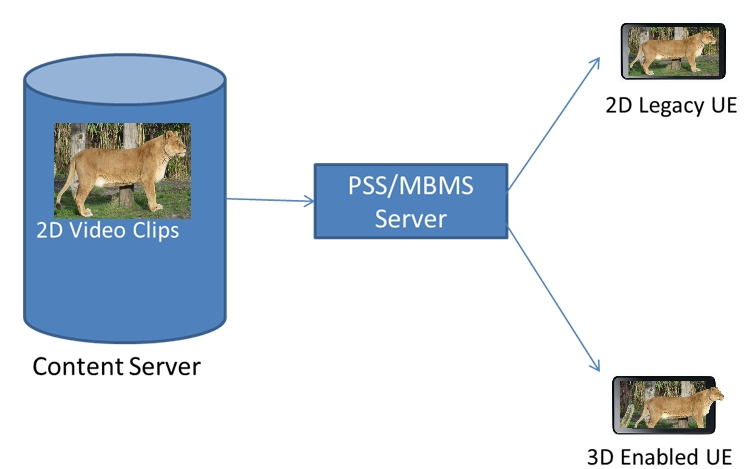 2D Video Clips
Content Server
PSS/MBMS
Server
2D Legacy UE
3D Enabled UE